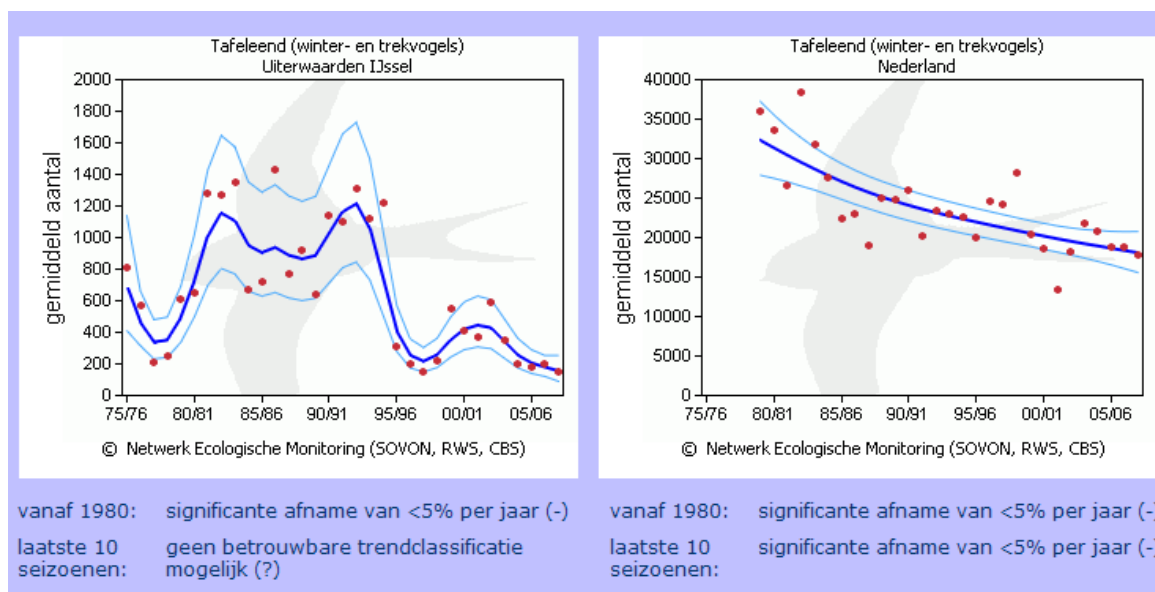 Tafeleend (winter- en trekvogels)
Uiterwaarden IJssel
gemiddeld aantal
2000
1800
1600
1400
1200
1000
800
600
400
200
0
75/76 80/81 85/86 90/91 95/96 00/01 05/06
© Netwerk Ecologische Monitoring (SOVON, RWS, CBS)
Tafeleend (winter- en trekvogels)
Nederland
gemiddeld aantal
40000
35000
30000
25000
20000
15000
10000
5000
0
75/76 80/81 85/86 90/91 95/96 00/01 05/06
© Netwerk Ecologische Monitoring (SOVON, RWS, CBS)
vanaf 1980: significante afname van <5% per jaar (-)
laatste 10 geen betrouwbare trendclassificatie
seizoenen: mogelijk (?)
vanaf 1980: significante afname van <5% per jaar (-)
laatste 10 significante afname van <5% per jaar (-)
seizoenen: